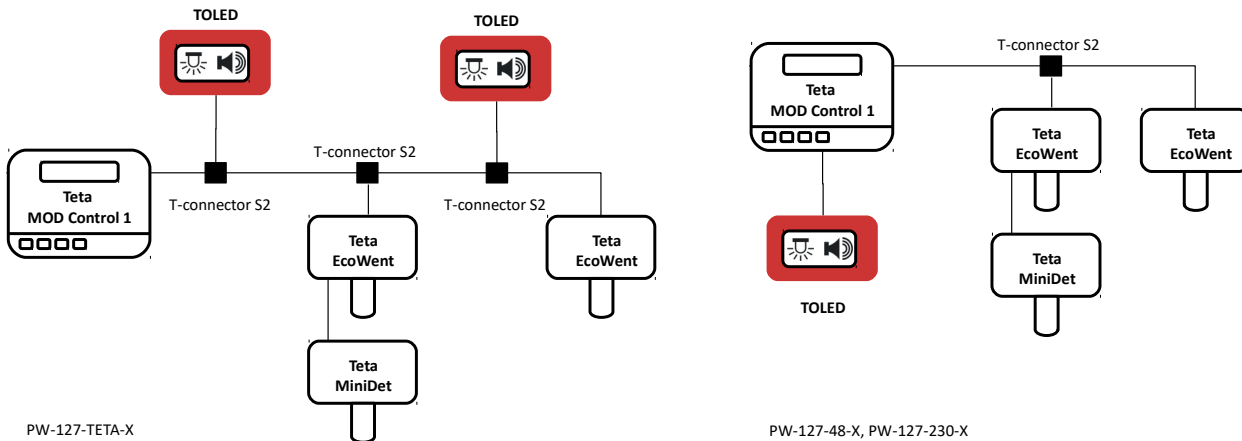 TOLED
TOLED
T-connector S2
Teta
MOD Control 1
T-connector S2
T-connector S2
Teta
EcoWent
Teta
EcoWent
Teta
MiniDet
PW-127-TETA-X
T-connector S2
Teta
MOD Control 1
Teta
EcoWent
Teta
EcoWent
Teta
MiniDet
TOLED
PW-127-48-X, PW-127-230-X